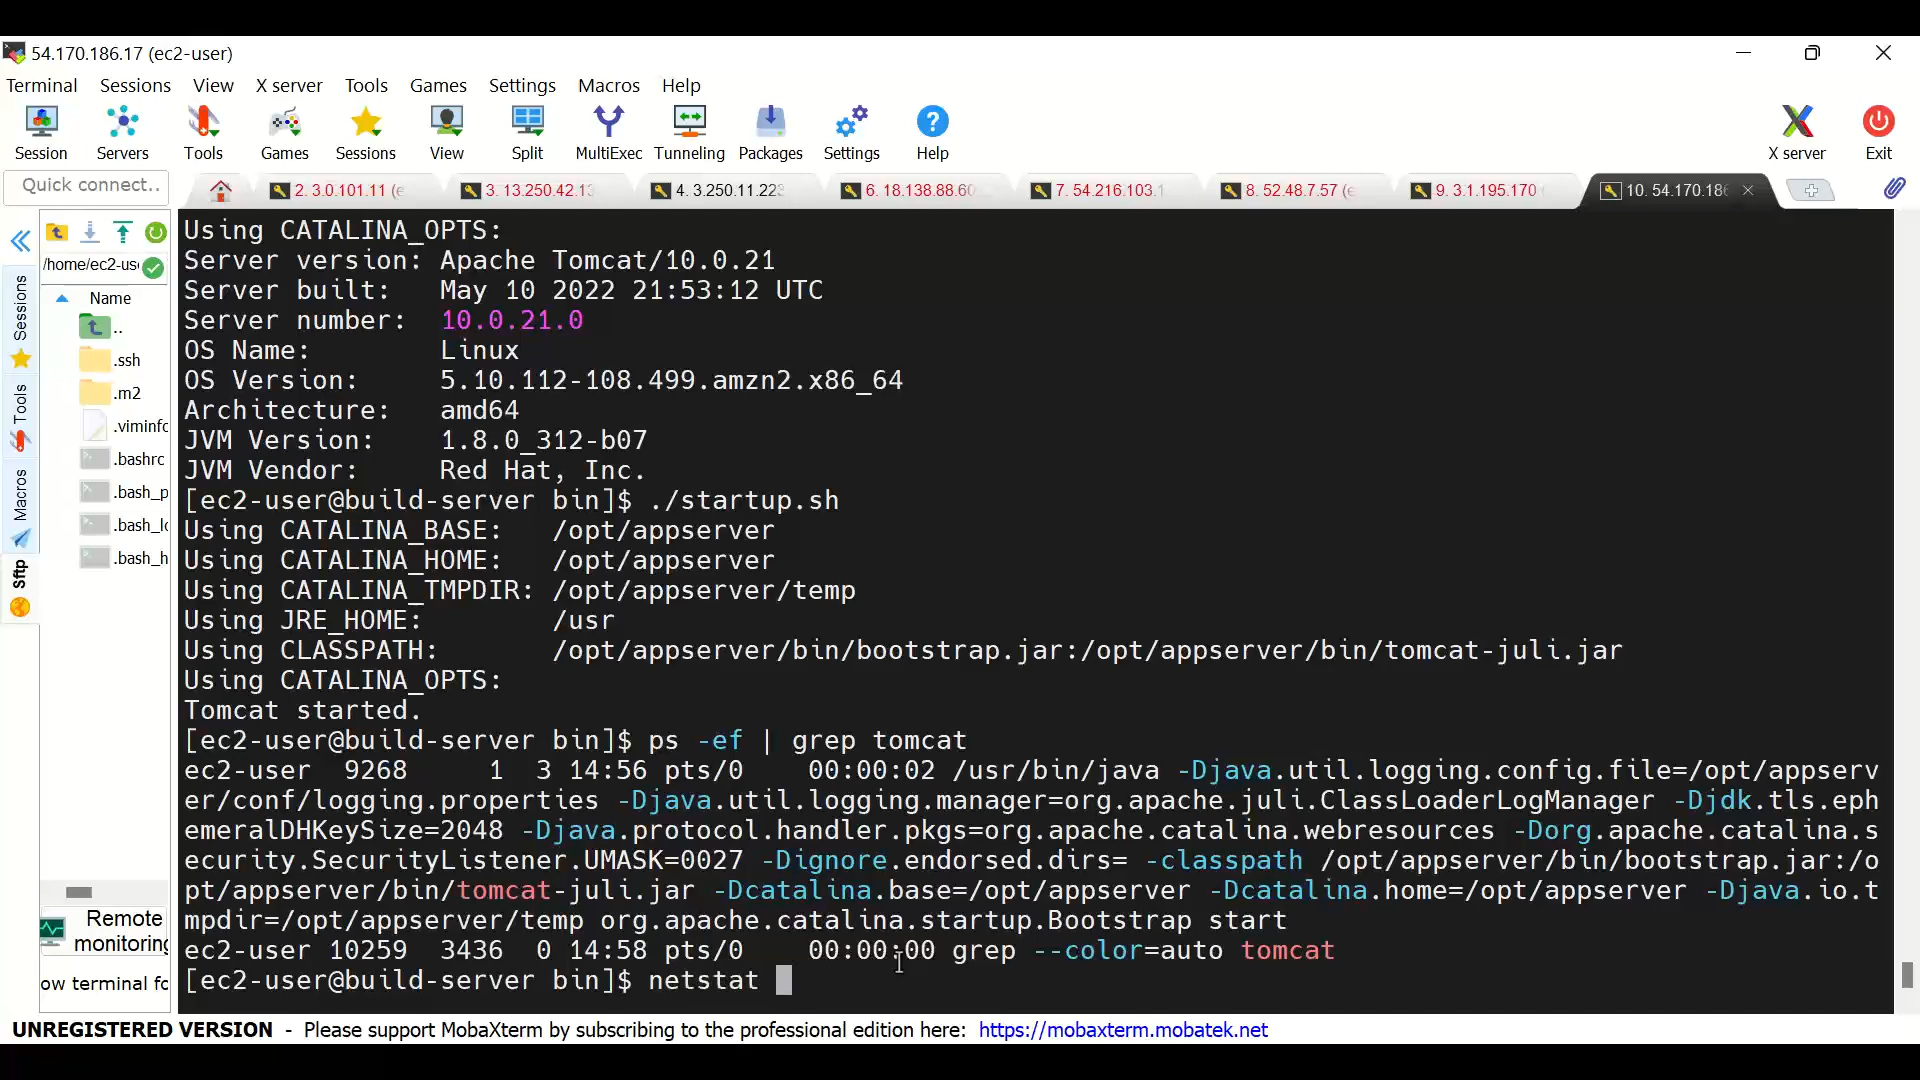 54.170.186.17 (ec2-user)
Terminal Sessions View X server Tools Games Settings Macros Help
Session Servers Tools Games Sessions View Split MultiExec Tunneling Packages Settings Help X server Exit
Quick connect.. 2. 3.0.101.11 (e 3. 13.250.42.13 4. 3.250.11.223 6. 18.138.88.60 7. 54.216.103.1 8. 52.48.7.57 (e 9. 3.1.195.170 10. 54.170.186
/home/ec2-us
Name
..
.ssh
.m2
.viminfo
.bashrc
.bash_p
.bash_lo
.bash_h
Sessions
Tools
Macros
Sftp
Remote
monitoring
ow terminal fo
Using CATALINA_OPTS:
Server version: Apache Tomcat/10.0.21
Server built: May 10 2022 21:53:12 UTC
Server number: 10.0.21.0
OS Name: Linux
OS Version: 5.10.112-108.499.amzn2.x86_64
Architecture: amd64
JVM Version: 1.8.0_312-b07
JVM Vendor: Red Hat, Inc.
[ec2-user@build-server bin]$ ./startup.sh
Using CATALINA_BASE: /opt/appserver
Using CATALINA_HOME: /opt/appserver
Using CATALINA_TMPDIR: /opt/appserver/temp
Using JRE_HOME: /usr
Using CLASSPATH: /opt/appserver/bin/bootstrap.jar:/opt/appserver/bin/tomcat-juli.jar
Using CATALINA_OPTS:
Tomcat started.
[ec2-user@build-server bin]$ ps -ef | grep tomcat
ec2-user 9268 1 3 14:56 pts/0 00:00:02 /usr/bin/java -Djava.util.logging.config.file=/opt/appserv
er/conf/logging.properties -Djava.util.logging.manager=org.apache.juli.ClassLoaderLogManager -Djdk.tls.eph
emeralDHKeySize=2048 -Djava.protocol.handler.pkgs=org.apache.catalina.webresources -Dorg.apache.catalina.s
ecurity.SecurityListener.UMASK=0027 -Dignore.endorsed.dirs= -classpath /opt/appserver/bin/bootstrap.jar:/o
pt/appserver/bin/tomcat-juli.jar -Dcatalina.base=/opt/appserver -Dcatalina.home=/opt/appserver -Djava.io.t
mpdir=/opt/appserver/temp org.apache.catalina.startup.Bootstrap start
ec2-user 10259 3436 0 14:58 pts/0 00:00:00 grep --color=auto tomcat
[ec2-user@build-server bin]$ netstat
UNREGISTERED VERSION - Please support MobaXterm by subscribing to the professional edition here: https://mobaxterm.mobatek.net